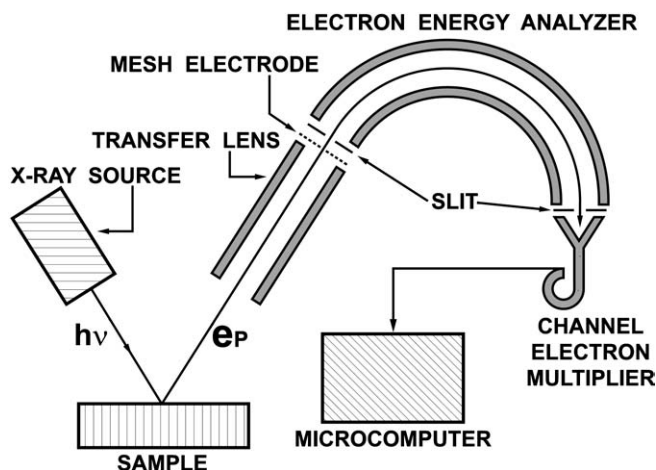 ELECTRON ENERGY ANALYZER
MESH ELECTRODE
TRANSFER LENS
X-RAY SOURCE
SLIT
hν
eP
CHANNEL
ELECTRON
MULTIPLIER
MICROCOMPUTER
SAMPLE